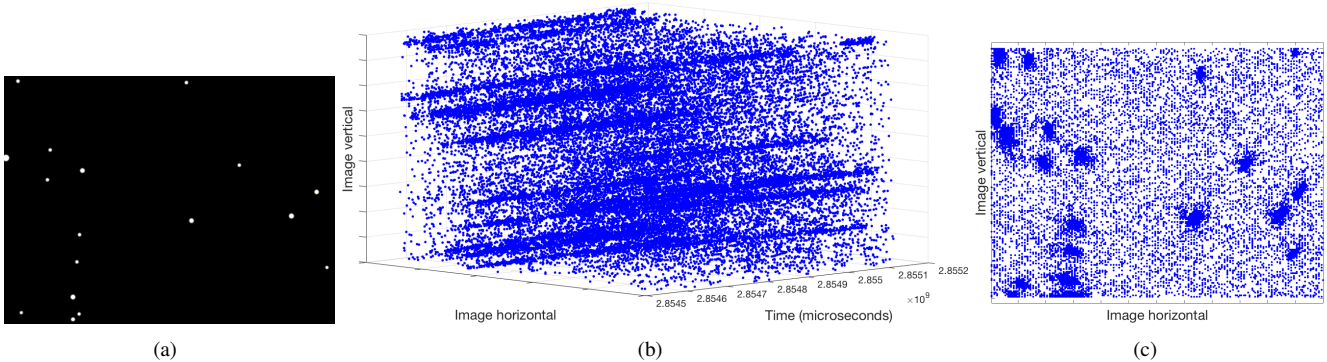 Image vertical
2.8545
2.8546
2.8547
2.8548
2.8549
2.855
2.8551
2.8552
×10⁹
Image horizontal
Time (microseconds)
Image vertical
Image horizontal
(a)
(b)
(c)